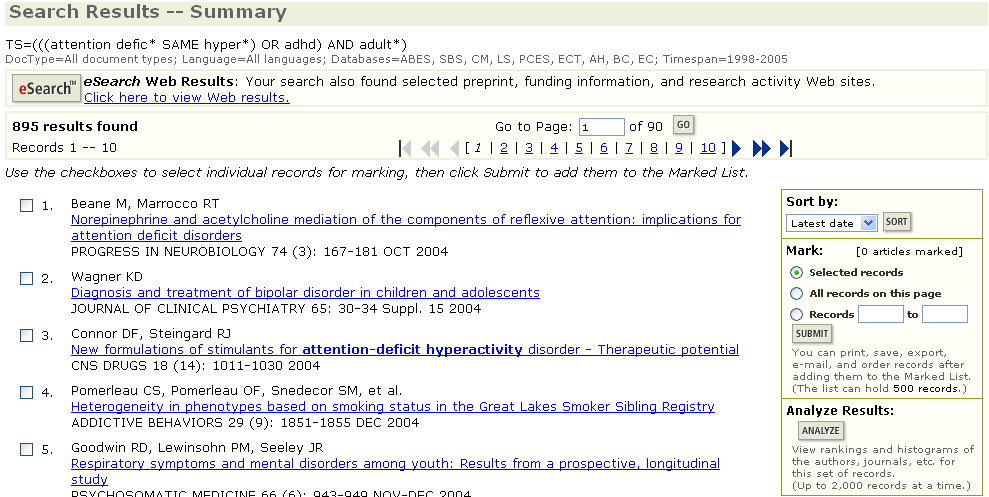 Search Results -- Summary
TS=(((attention defic* SAME hyper*) OR adhd) AND adult*)
DocType=All document types; Language=All languages; Databases=ABES, SBS, CM, LS, PCES, ECT, AH, BC, EC; Timespan=1998-2005
eSearch™ eSearch Web Results: Your search also found selected preprint, funding information, and research activity Web sites.
Click here to view Web results.
895 results found
Go to Page: 1 of 90 GO
Records 1 -- 10
[ 1 | 2 | 3 | 4 | 5 | 6 | 7 | 8 | 9 | 10 ]
Use the checkboxes to select individual records for marking, then click Submit to add them to the Marked List.
1. Beane M, Marrocco RT
Norepinephrine and acetylcholine mediation of the components of reflexive attention: implications for
attention deficit disorders
PROGRESS IN NEUROBIOLOGY 74 (3): 167-181 OCT 2004
2. Wagner KD
Diagnosis and treatment of bipolar disorder in children and adolescents
JOURNAL OF CLINICAL PSYCHIATRY 65: 30-34 Suppl. 15 2004
3. Connor DF, Steingard RJ
New formulations of stimulants for attention-deficit hyperactivity disorder - Therapeutic potential
CNS DRUGS 18 (14): 1011-1030 2004
4. Pomerleau CS, Pomerleau OF, Snedecor SM, et al.
Heterogeneity in phenotypes based on smoking status in the Great Lakes Smoker Sibling Registry
ADDICTIVE BEHAVIORS 29 (9): 1851-1855 DEC 2004
5. Goodwin RD, Lewinsohn PM, Seeley JR
Respiratory symptoms and mental disorders among youth: Results from a prospective, longitudinal
study
PSYCHOSOMATIC MEDICINE 66 (6): 943-949 NOV-DEC 2004
Sort by:
Latest date SORT
Mark: [0 articles marked]
Selected records
All records on this page
Records to
SUBMIT
You can print, save, export,
e-mail, and order records after
adding them to the Marked List.
(The list can hold 500 records.)
Analyze Results:
ANALYZE
View rankings and histograms of
the authors, journals, etc. for
this set of records.
(Up to 2,000 records at a time.)